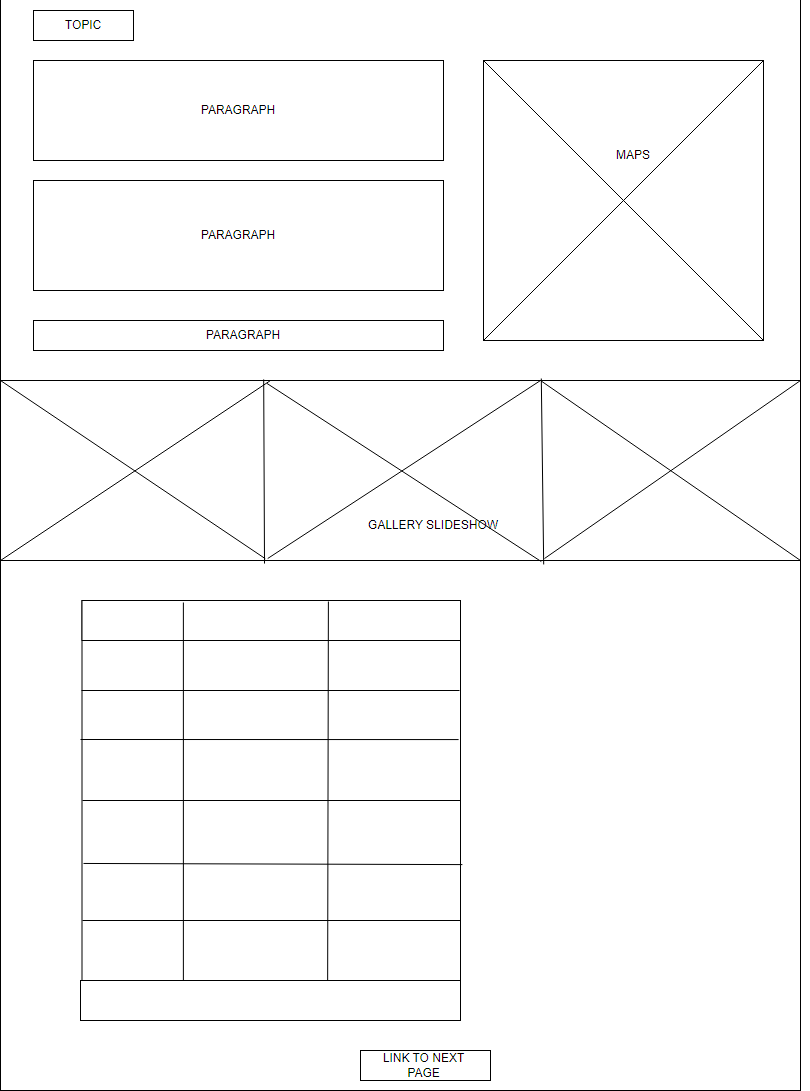 TOPIC
PARAGRAPH
MAPS
PARAGRAPH
PARAGRAPH
GALLERY SLIDESHOW
LINK TO NEXT
PAGE